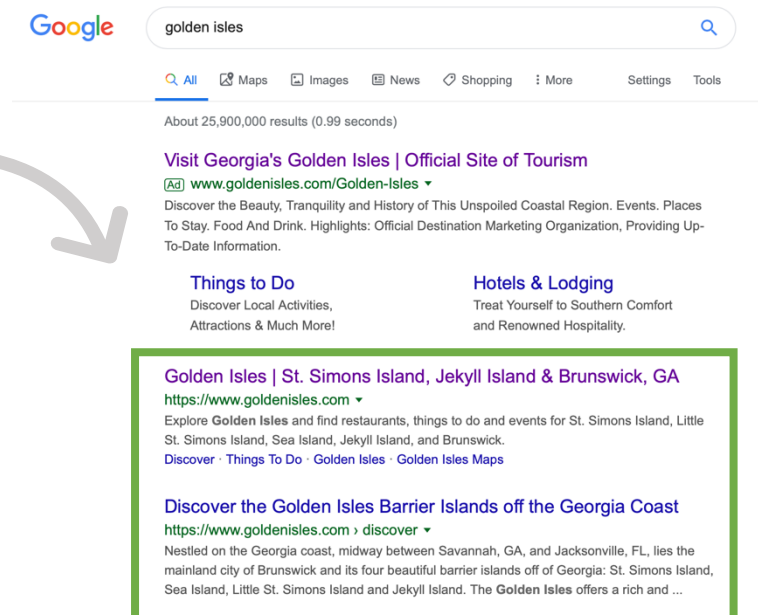 Google
golden isles
All Maps Images News Shopping More Settings Tools
About 25,900,000 results (0.99 seconds)
Visit Georgia's Golden Isles | Official Site of Tourism
Ad www.goldenisles.com/Golden-Isles
Discover the Beauty, Tranquility and History of This Unspoiled Coastal Region. Events. Places
To Stay. Food And Drink. Highlights: Official Destination Marketing Organization, Providing Up-
To-Date Information.
Things to Do
Discover Local Activities,
Attractions & Much More!
Hotels & Lodging
Treat Yourself to Southern Comfort
and Renowned Hospitality.
Golden Isles | St. Simons Island, Jekyll Island & Brunswick, GA
https://www.goldenisles.com
Explore Golden Isles and find restaurants, things to do and events for St. Simons Island, Little
St. Simons Island, Sea Island, Jekyll Island, and Brunswick.
Discover · Things To Do · Golden Isles · Golden Isles Maps
Discover the Golden Isles Barrier Islands off the Georgia Coast
https://www.goldenisles.com › discover
Nestled on the Georgia coast, midway between Savannah, GA, and Jacksonville, FL, lies the
mainland city of Brunswick and its four beautiful barrier islands off of Georgia: St. Simons Island,
Sea Island, Little St. Simons Island and Jekyll Island. The Golden Isles offers a rich and ...